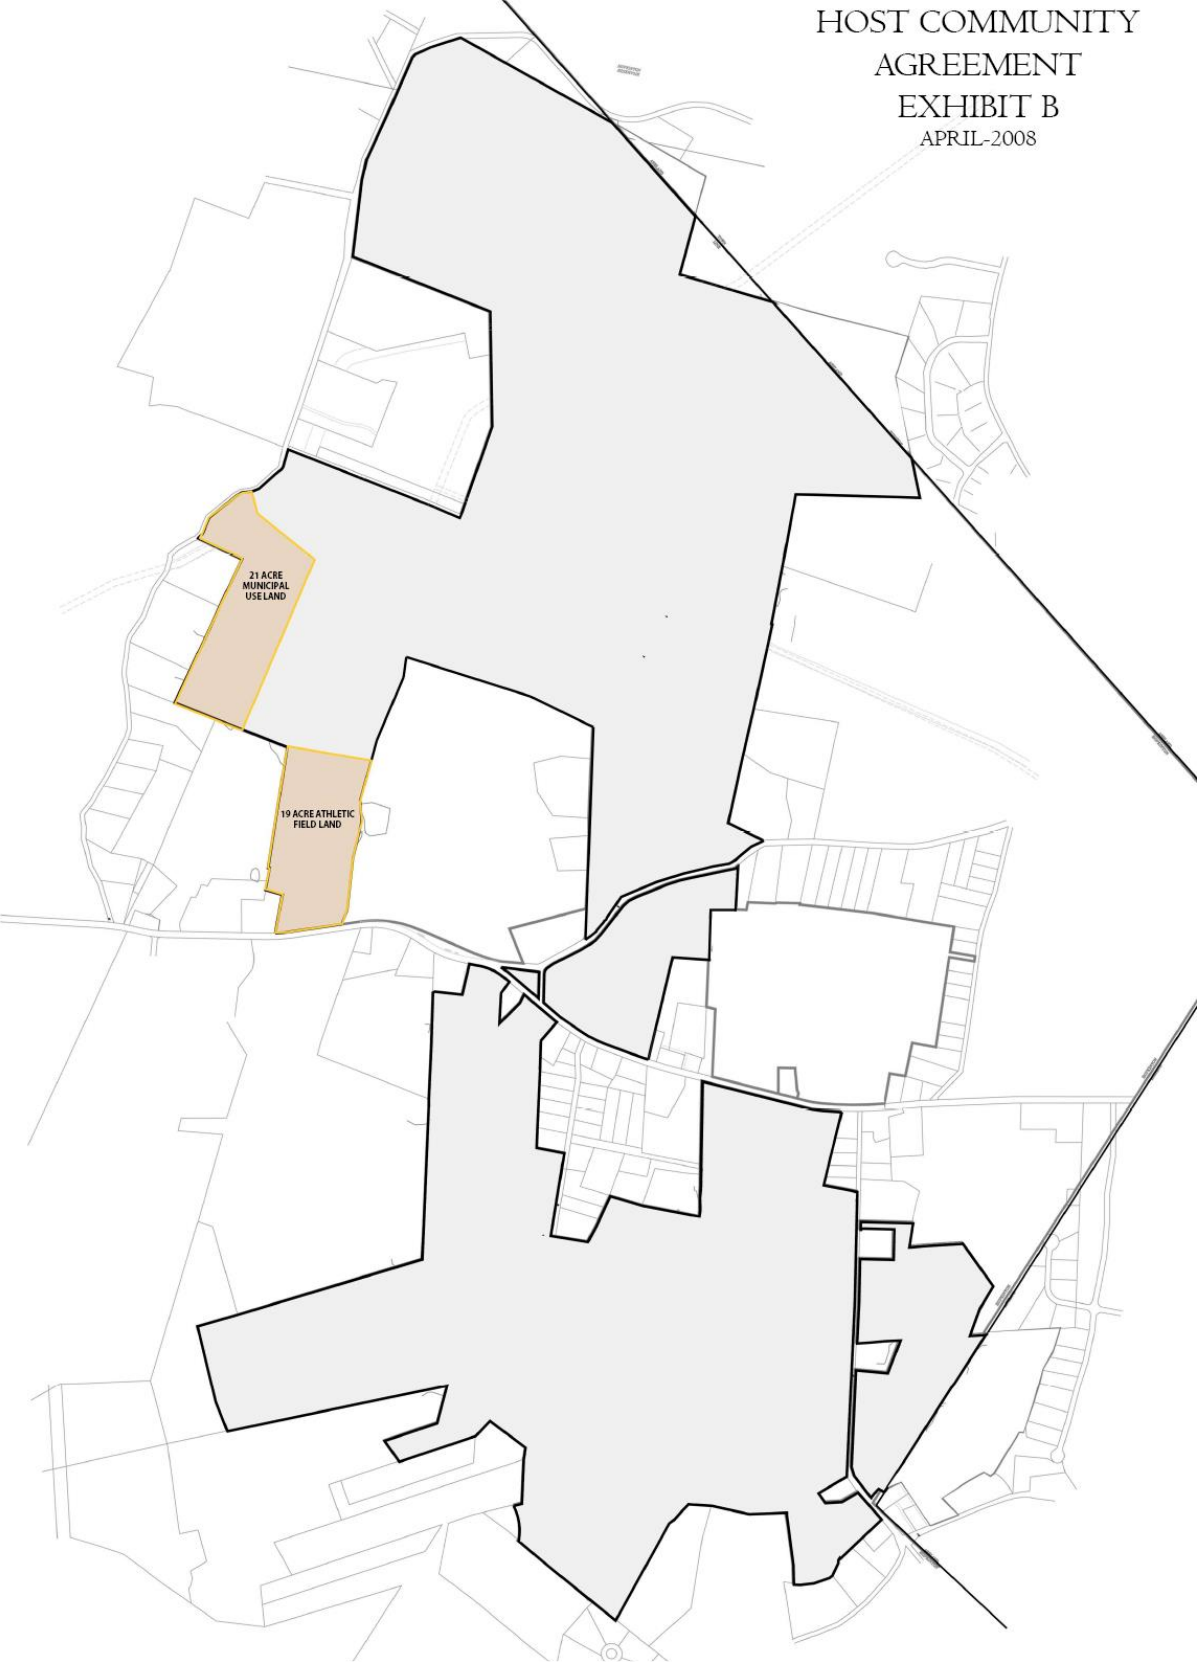 HOST COMMUNITY
AGREEMENT
EXHIBIT B
APRIL-2008
21 ACRE
MUNICIPAL
USE LAND
19 ACRE ATHLETIC
FIELD LAND